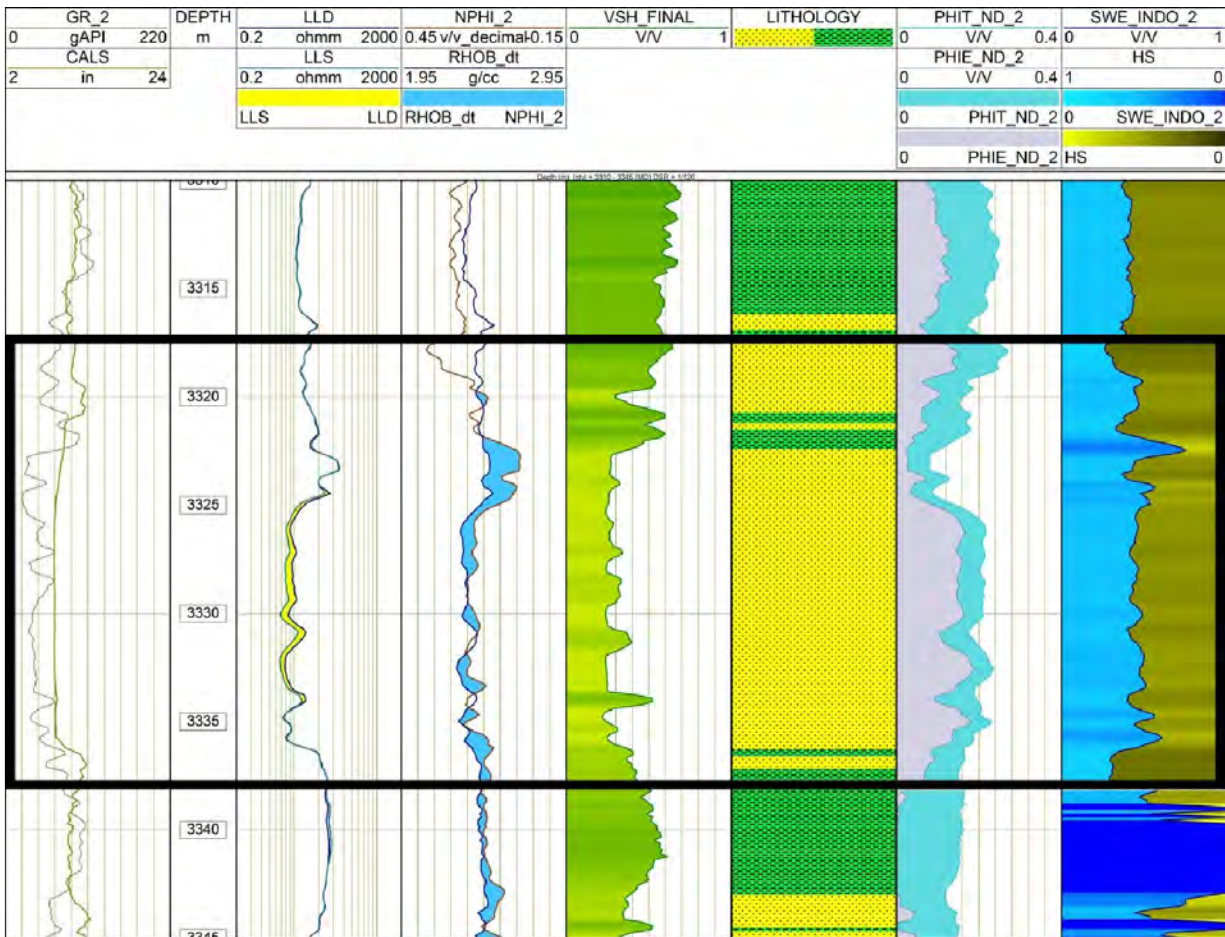 GR_2 DEPTH LLD NPHI_2 VSH_FINAL LITHOLOGY PHIT_ND_2 SWE_INDO_2
0 gAPI 220 m 0.2 ohmm 2000 0.45 v/v_decimal-0.15 0 V/V 1 0 V/V 0.4 0 V/V 1
CALS LLS RHOB_dt PHIE_ND_2 HS
2 in 24 0.2 ohmm 2000 1.95 g/cc 2.95 0 V/V 0.4 1 0
LLS LLD RHOB_dt NPHI_2 0 PHIT_ND_2 0 SWE_INDO_2
0 PHIE_ND_2 HS 0
3310
3315
3320
3325
3330
3335
3340
3345